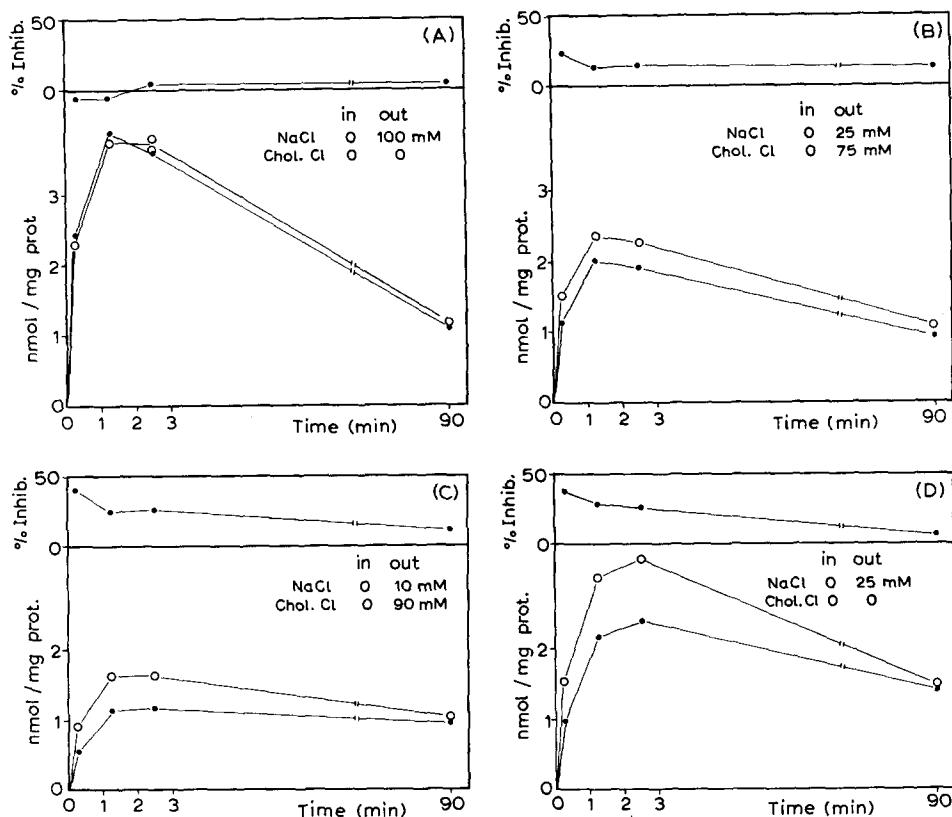 (A)
% Inhib.
50
0
in out
NaCl 0 100 mM
Chol. Cl 0 0
nmol / mg prot.
3
2
1
0
0 1 2 3 Time (min) 90
(B)
% Inhib.
50
0
in out
NaCl 0 25 mM
Chol. Cl 0 75 mM
nmol / mg prot.
3
2
1
0
0 1 2 3 Time (min) 90
(C)
% Inhib.
50
0
in out
NaCl 0 10 mM
Chol. Cl 0 90 mM
nmol / mg prot.
2
1
0
0 1 2 3 Time (min) 90
(D)
% Inhib.
50
0
in out
NaCl 0 25 mM
Chol. Cl 0 0
nmol / mg prot.
2
1
0
0 1 2 3 Time (min) 90